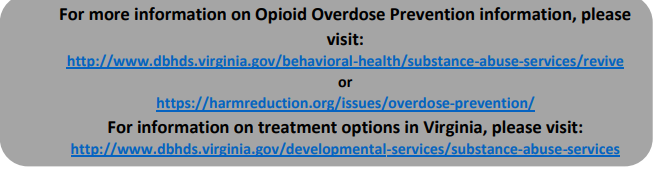 For more information on Opioid Overdose Prevention information, please
visit:
http://www.dbhds.virginia.gov/behavioral-health/substance-abuse-services/revive
or
https://harmreduction.org/issues/overdose-prevention/
For information on treatment options in Virginia, please visit:
http://www.dbhds.virginia.gov/developmental-services/substance-abuse-services